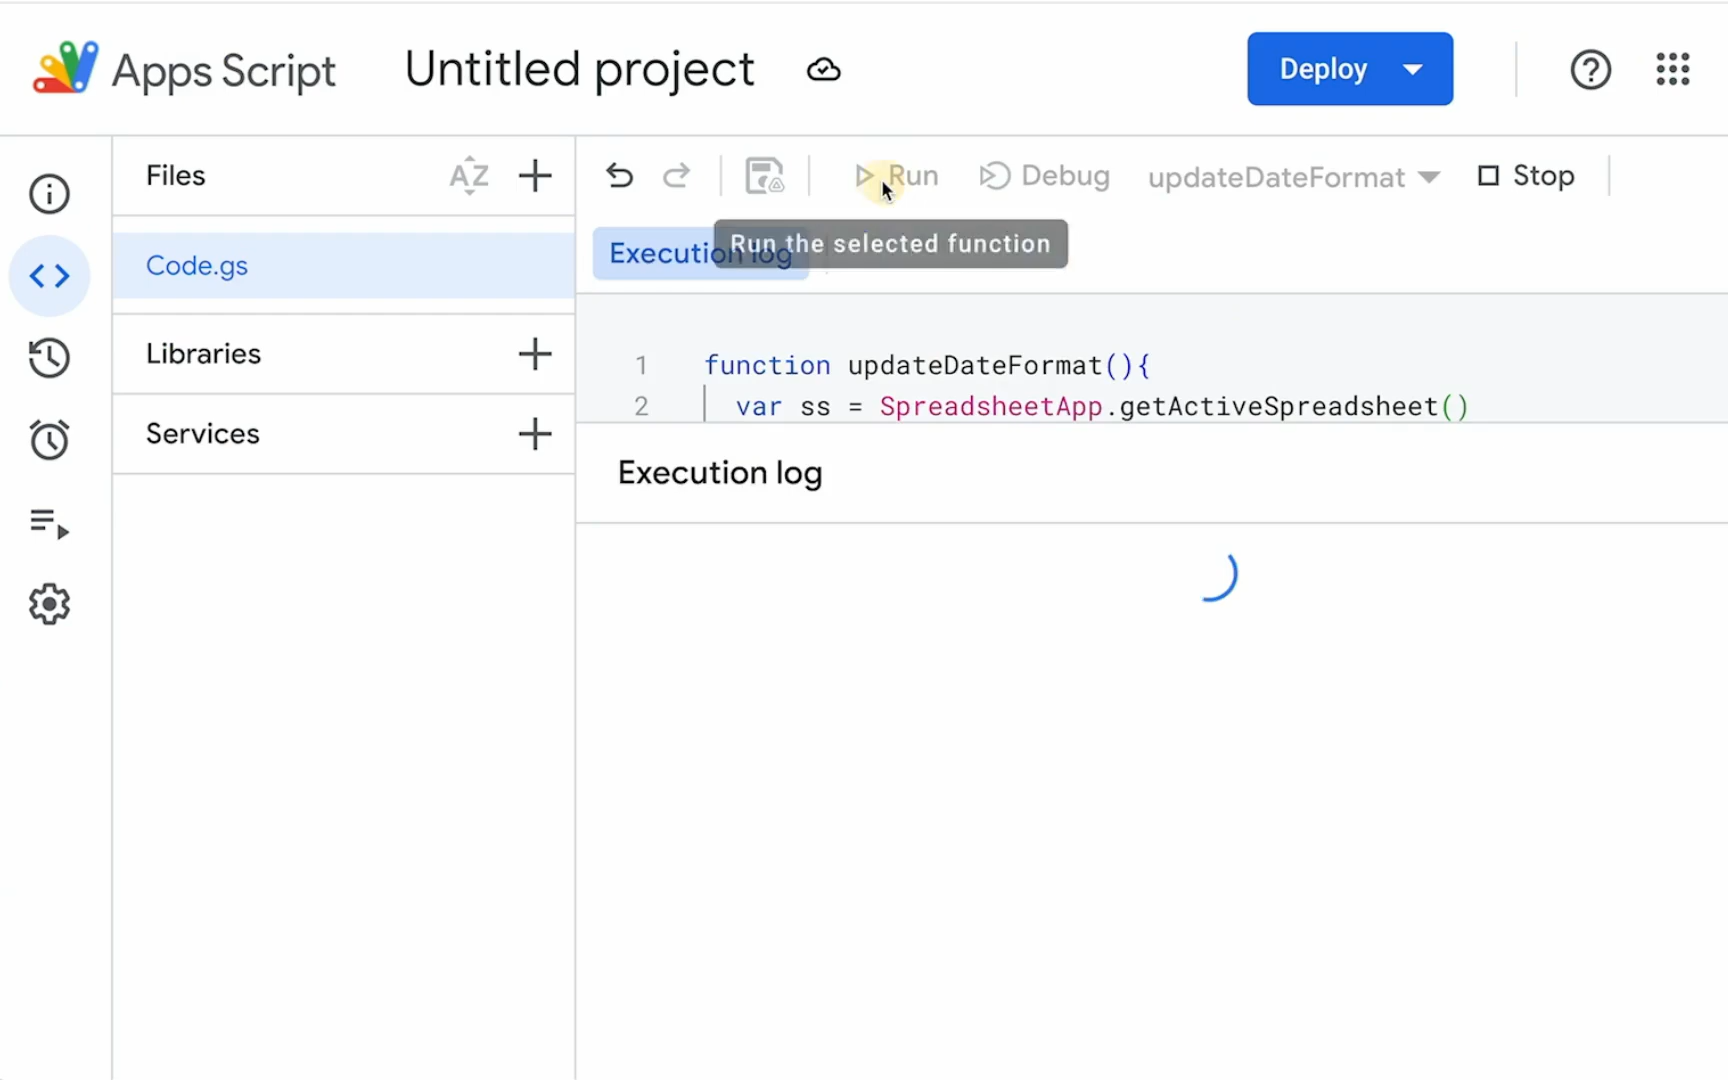 Apps Script
Untitled project
Deploy
Files
AZ
Run
Debug
updateDateFormat
Stop
Execution log
Run the selected function
Code.gs
Libraries
Services
1 function updateDateFormat(){
2 var ss = SpreadsheetApp.getActiveSpreadsheet()
Execution log